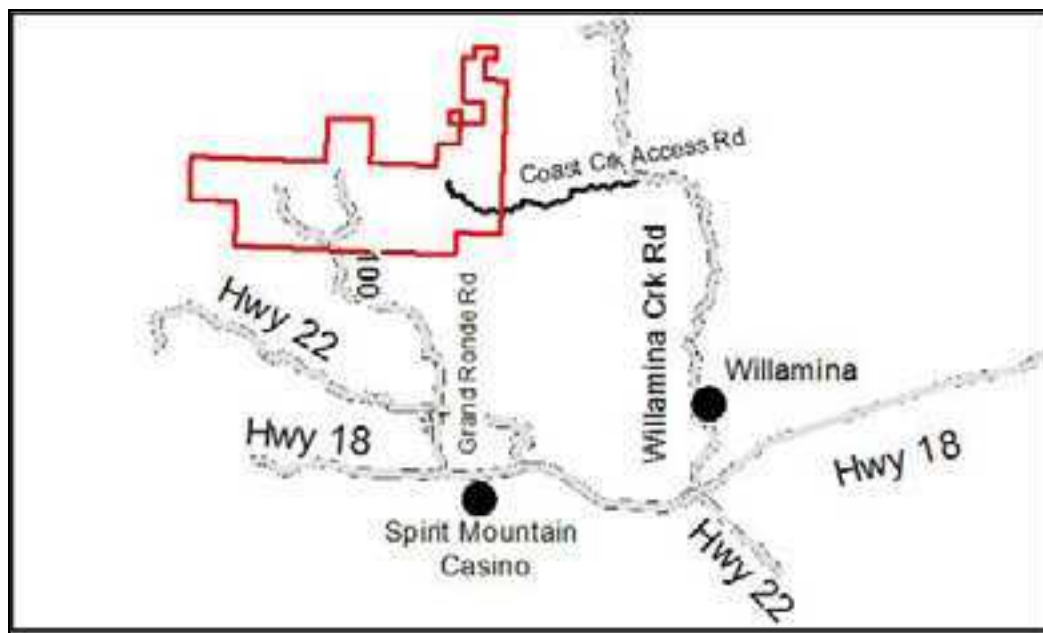 Coast Crk Access Rd
100
Hwy 22
Grand Ronde Rd
Willamina Crk Rd
Willamina
Hwy 18
Hwy 18
Spirit Mountain
Casino
Hwy 22